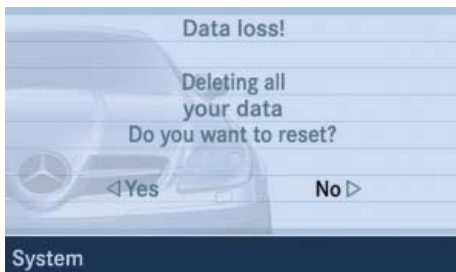 Data loss!
Deleting all
your data
Do you want to reset?
◁Yes No▷
System